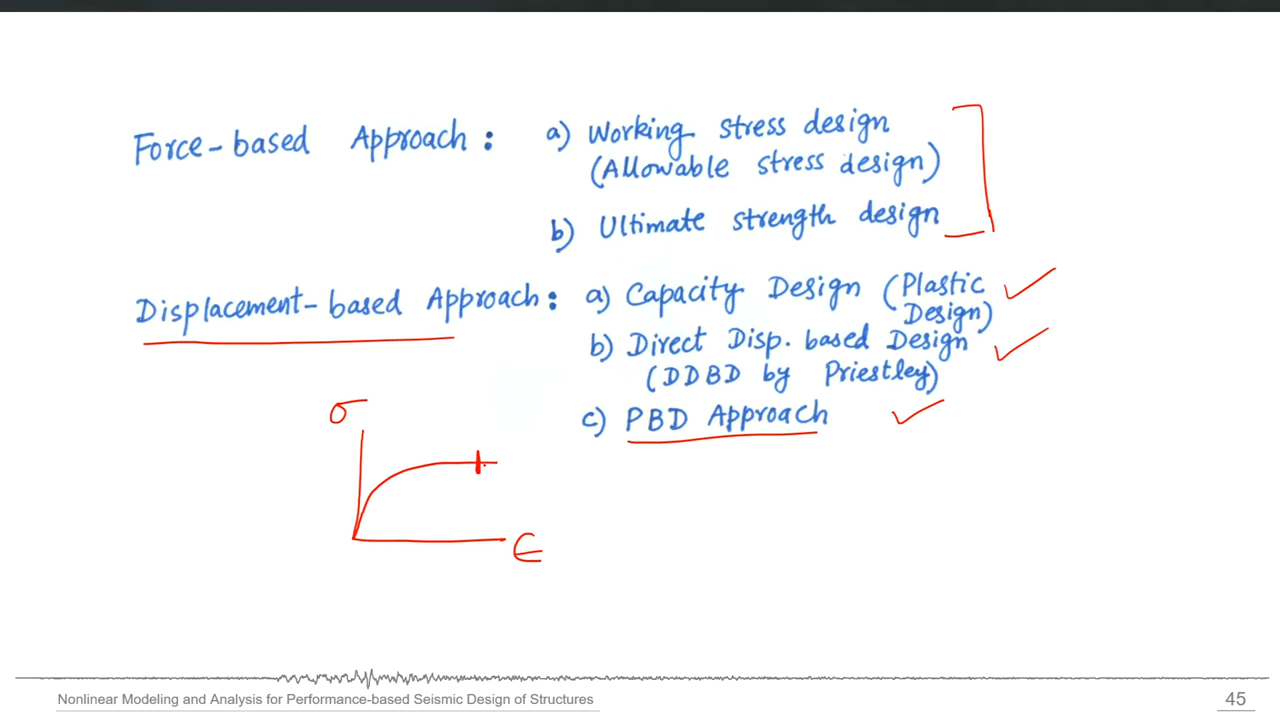 Force-based Approach : a) Working stress design
(Allowable stress design)
b) Ultimate strength design
Displacement-based Approach : a) Capacity Design (Plastic
Design)
b) Direct Disp. based Design
(DDBD by Priestley)
c) PBD Approach
σ
ϵ
Nonlinear Modeling and Analysis for Performance-based Seismic Design of Structures
45